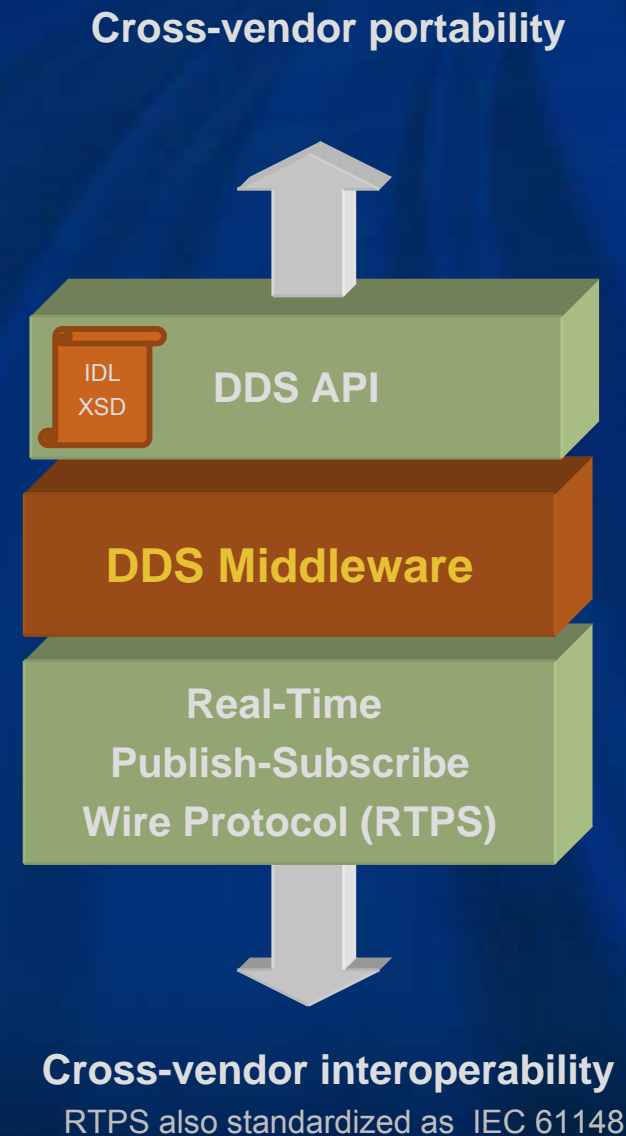 Cross-vendor portability
IDL
XSD
DDS API
DDS Middleware
Real-Time
Publish-Subscribe
Wire Protocol (RTPS)
Cross-vendor interoperability
RTPS also standardized as IEC 61148